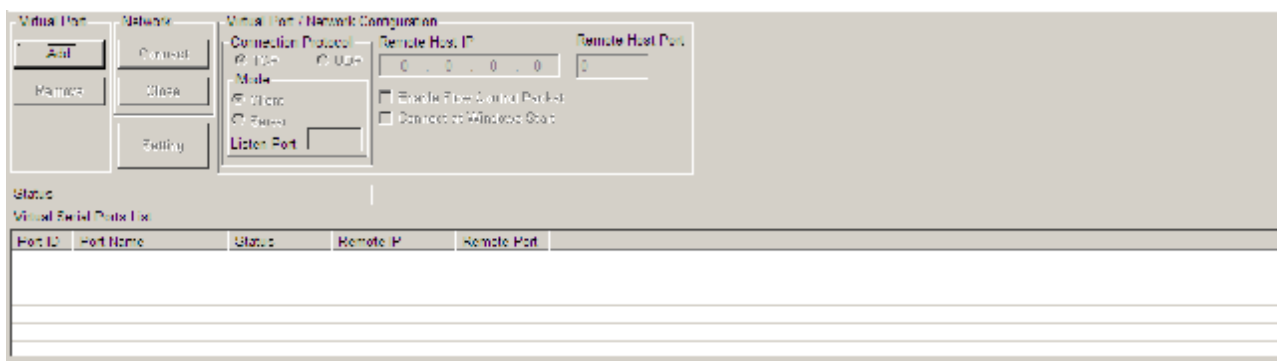 Virtual Port
Network
Virtual Port / Network Configuration
Add
Connect
Connection Protocol
Remote Host IP
Remote Host Port
TCP
UDP
0 . 0 . 0 . 0
0
Mode
Remove
Close
Client
Enable Flow Control Packet
Server
Connect at Windows Start
Setting
Listen Port
Status
Virtual Serial Ports List
Port ID Port Name Status Remote IP Remote Port